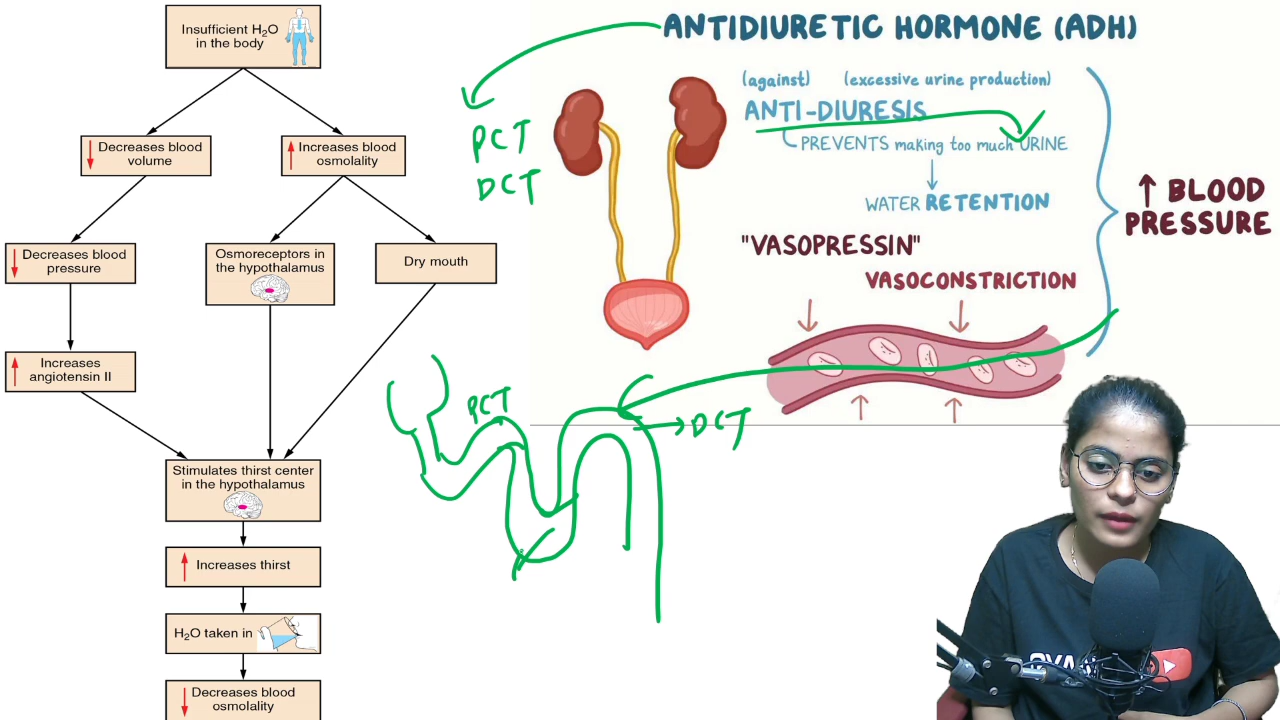 Insufficient H₂O
in the body
Decreases blood
volume
Increases blood
osmolality
Decreases blood
pressure
Osmoreceptors in
the hypothalamus
Dry mouth
Increases
angiotensin II
Stimulates thirst center
in the hypothalamus
Increases thirst
H₂O taken in
Decreases blood
osmolality
ANTIDIURETIC HORMONE (ADH)
(against) (excessive urine production)
ANTI-DIURESIS
PREVENTS making too much URINE
WATER RETENTION
"VASOPRESSIN"
VASOCONSTRICTION
↑ BLOOD
PRESSURE
PCT
DCT
PCT
DCT